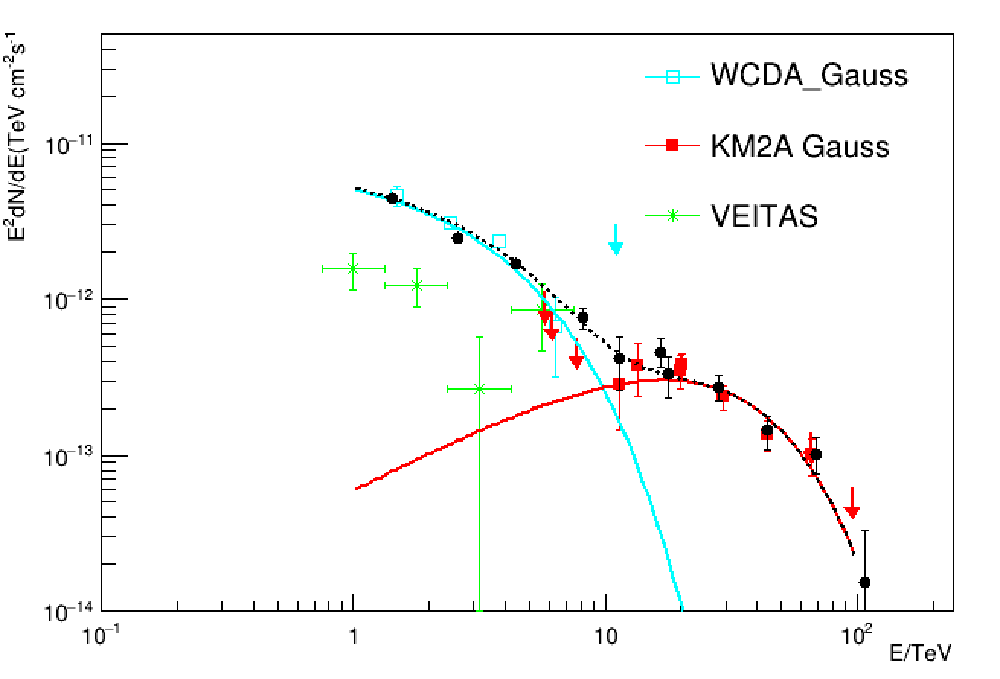 E²dN/dE(TeV cm⁻²s⁻¹
WCDA_Gauss
KM2A Gauss
VEITAS
10⁻¹¹
10⁻¹²
10⁻¹³
10⁻¹⁴
10⁻¹ 1 10 10²
E/TeV